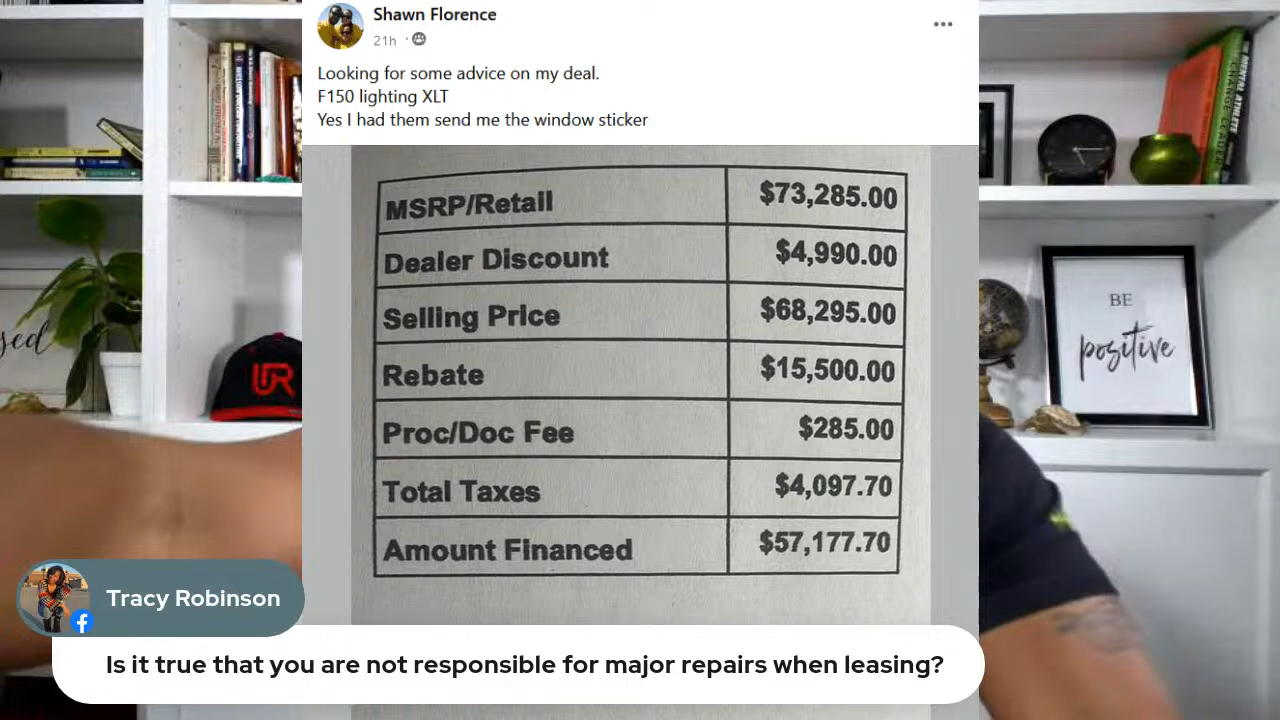 Shawn Florence
21h
Looking for some advice on my deal.
F150 lighting XLT
Yes I had them send me the window sticker
MSRP/Retail $73,285.00
Dealer Discount $4,990.00
Selling Price $68,295.00
Rebate $15,500.00
Proc/Doc Fee $285.00
Total Taxes $4,097.70
Amount Financed $57,177.70
BE
positive
sed
UR
Tracy Robinson
Is it true that you are not responsible for major repairs when leasing?